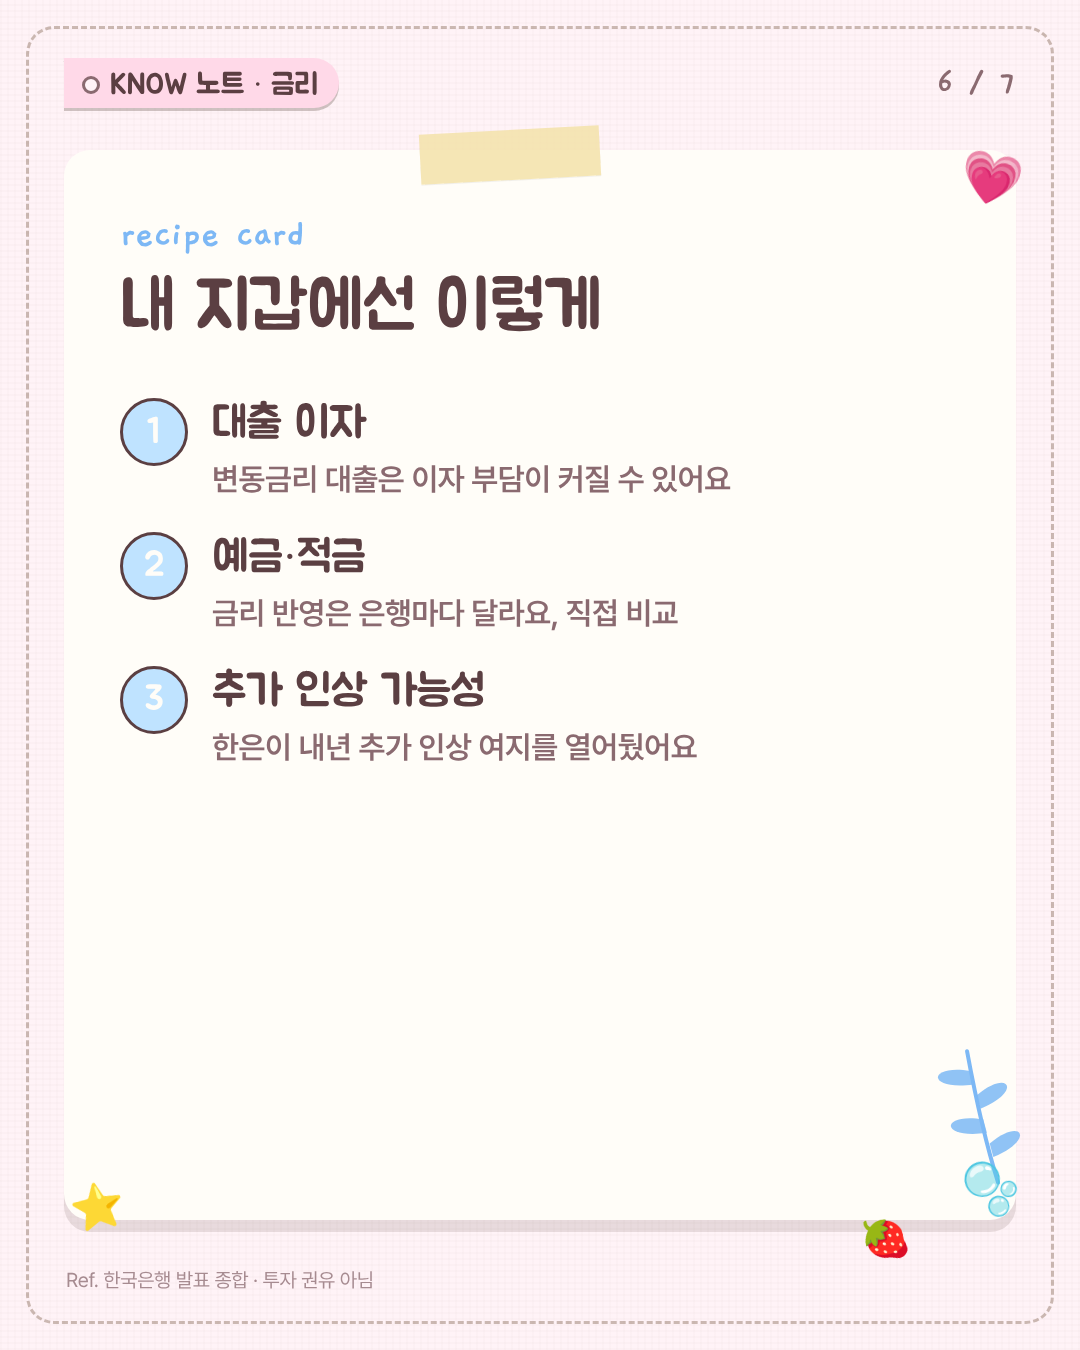 KNOW 노트 · 금리
6 / 7
recipe card
내 지갑에선 이렇게
1 대출 이자
변동금리 대출은 이자 부담이 커질 수 있어요
2 예금·적금
금리 반영은 은행마다 달라요, 직접 비교
3 추가 인상 가능성
한은이 내년 추가 인상 여지를 열어뒀어요
Ref. 한국은행 발표 종합 · 투자 권유 아님